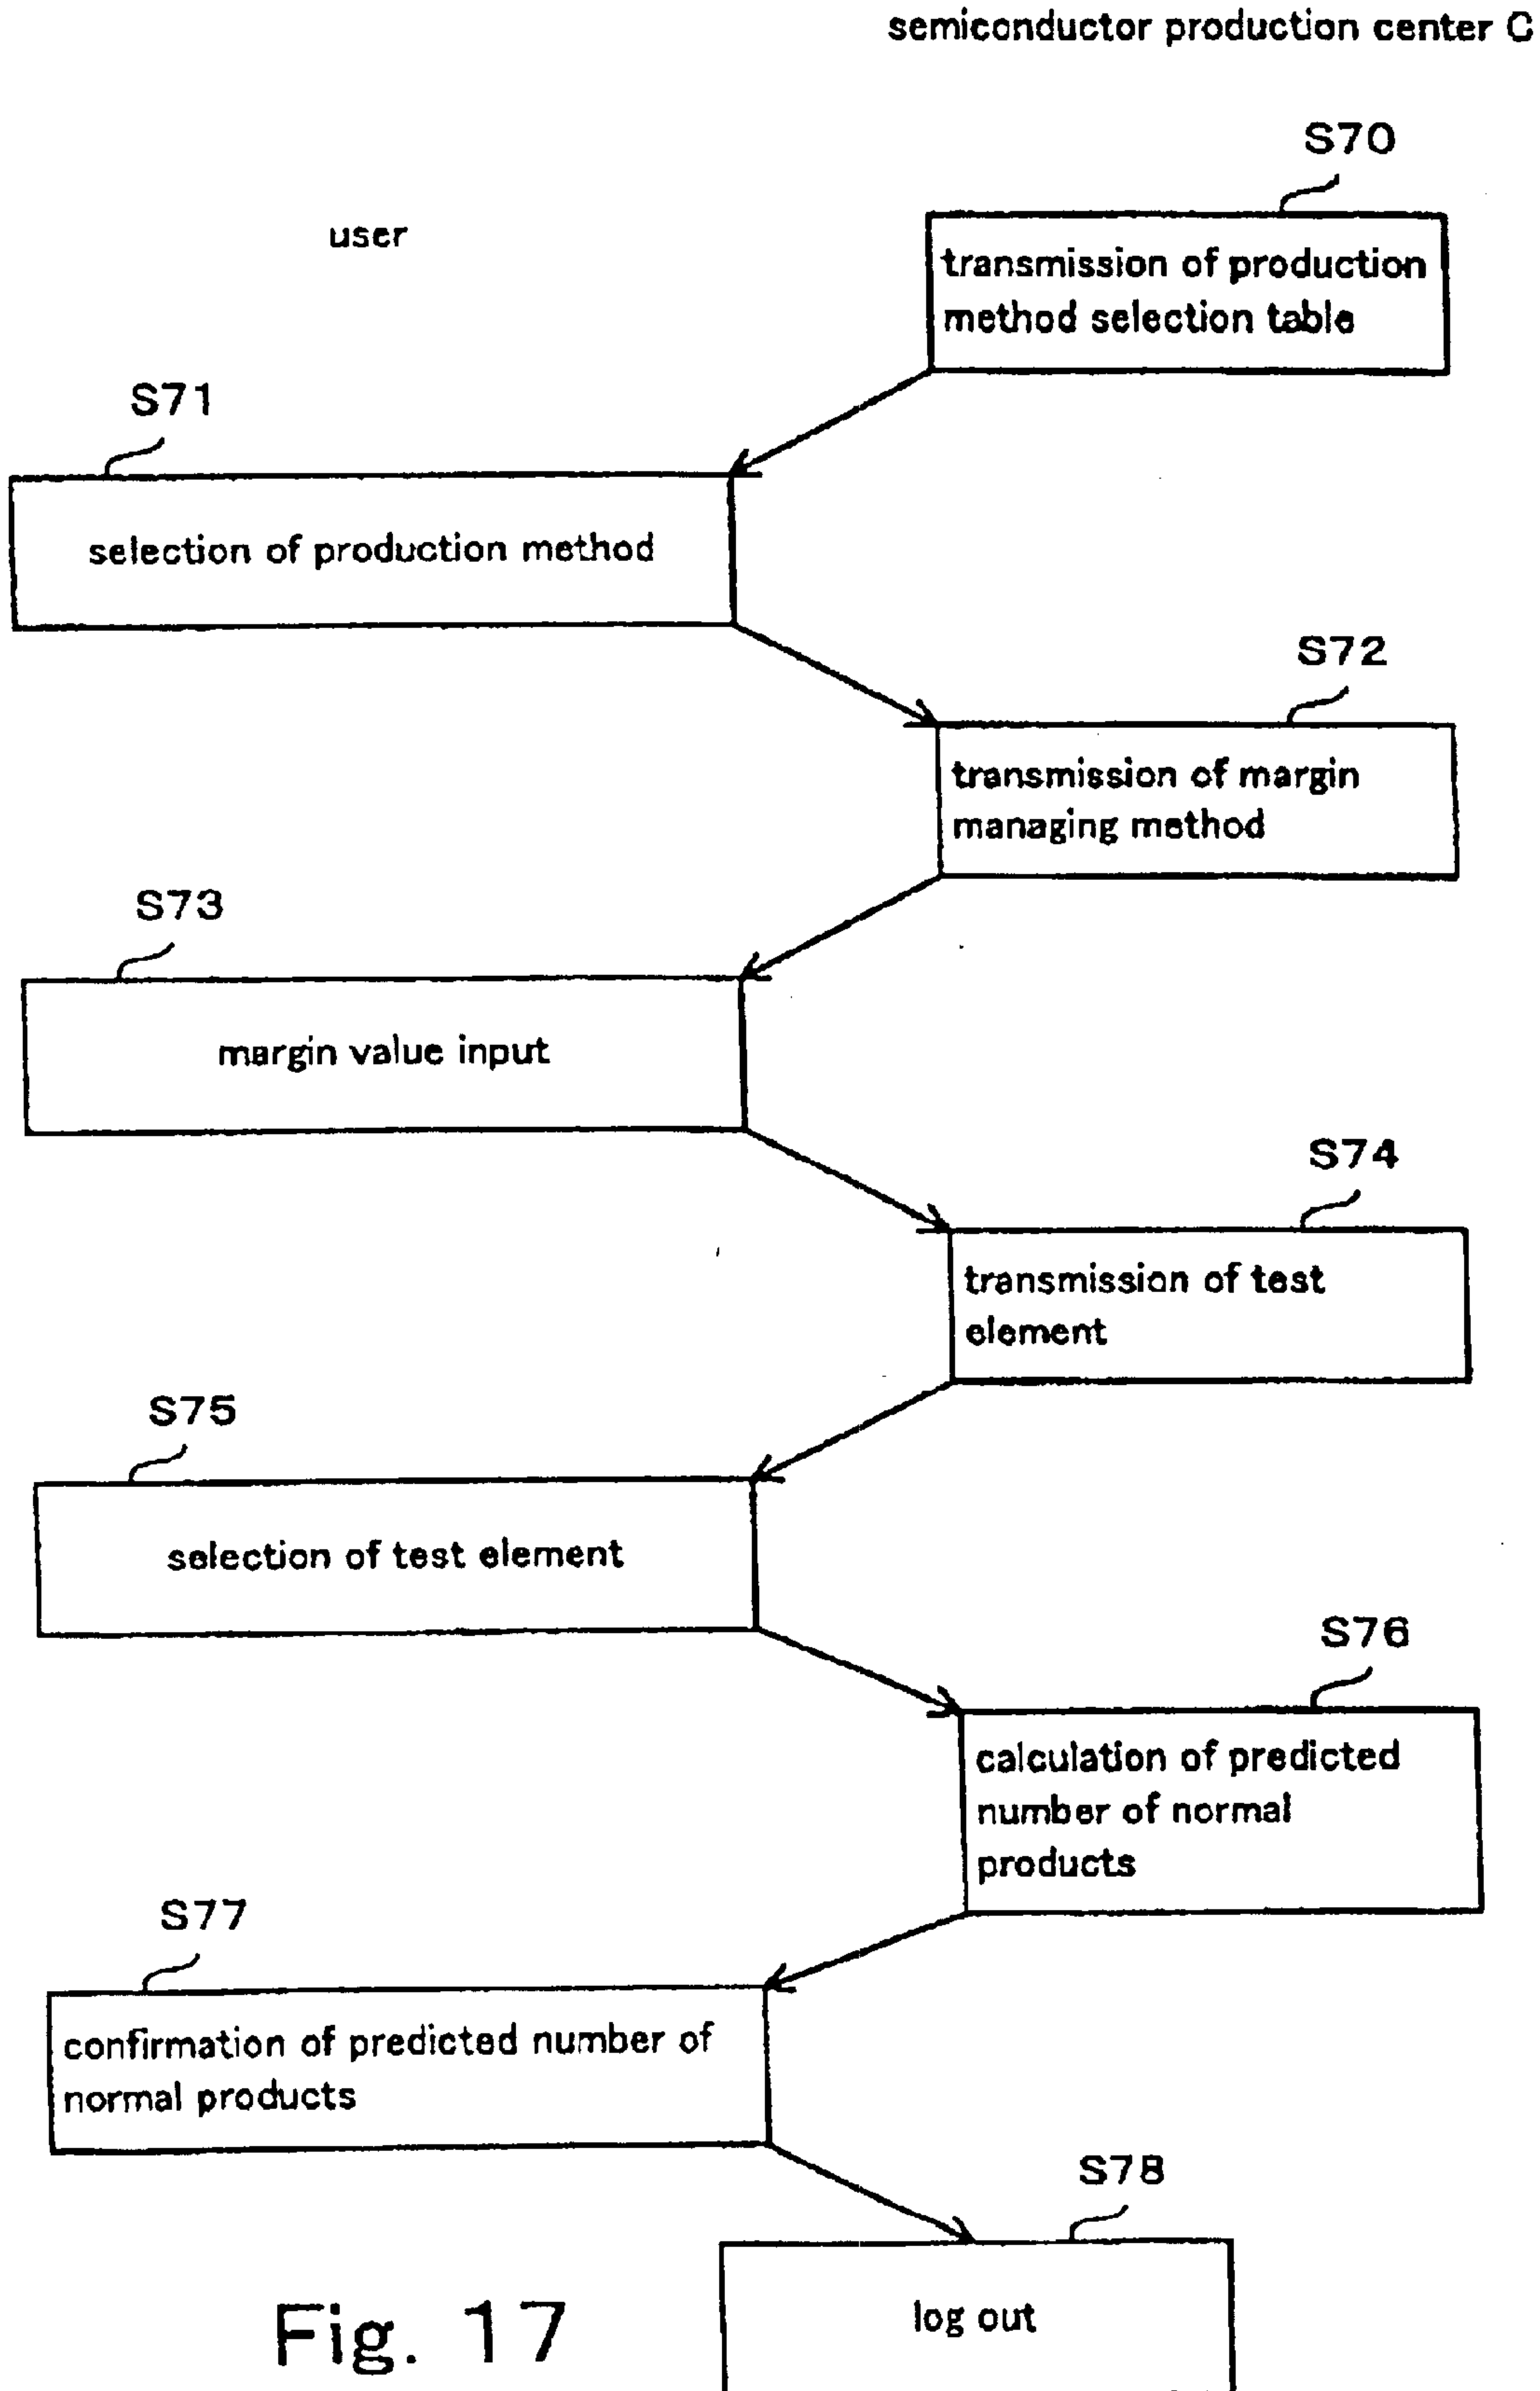 semiconductor production center C
S70
user
transmission of production
method selection table
S71
selection of production method
S72
transmission of margin
managing method
S73
margin value input
S74
transmission of test
element
S75
selection of test element
S76
calculation of predicted
number of normal
products
S77
confirmation of predicted number of
normal products
S78
log out
Fig. 17